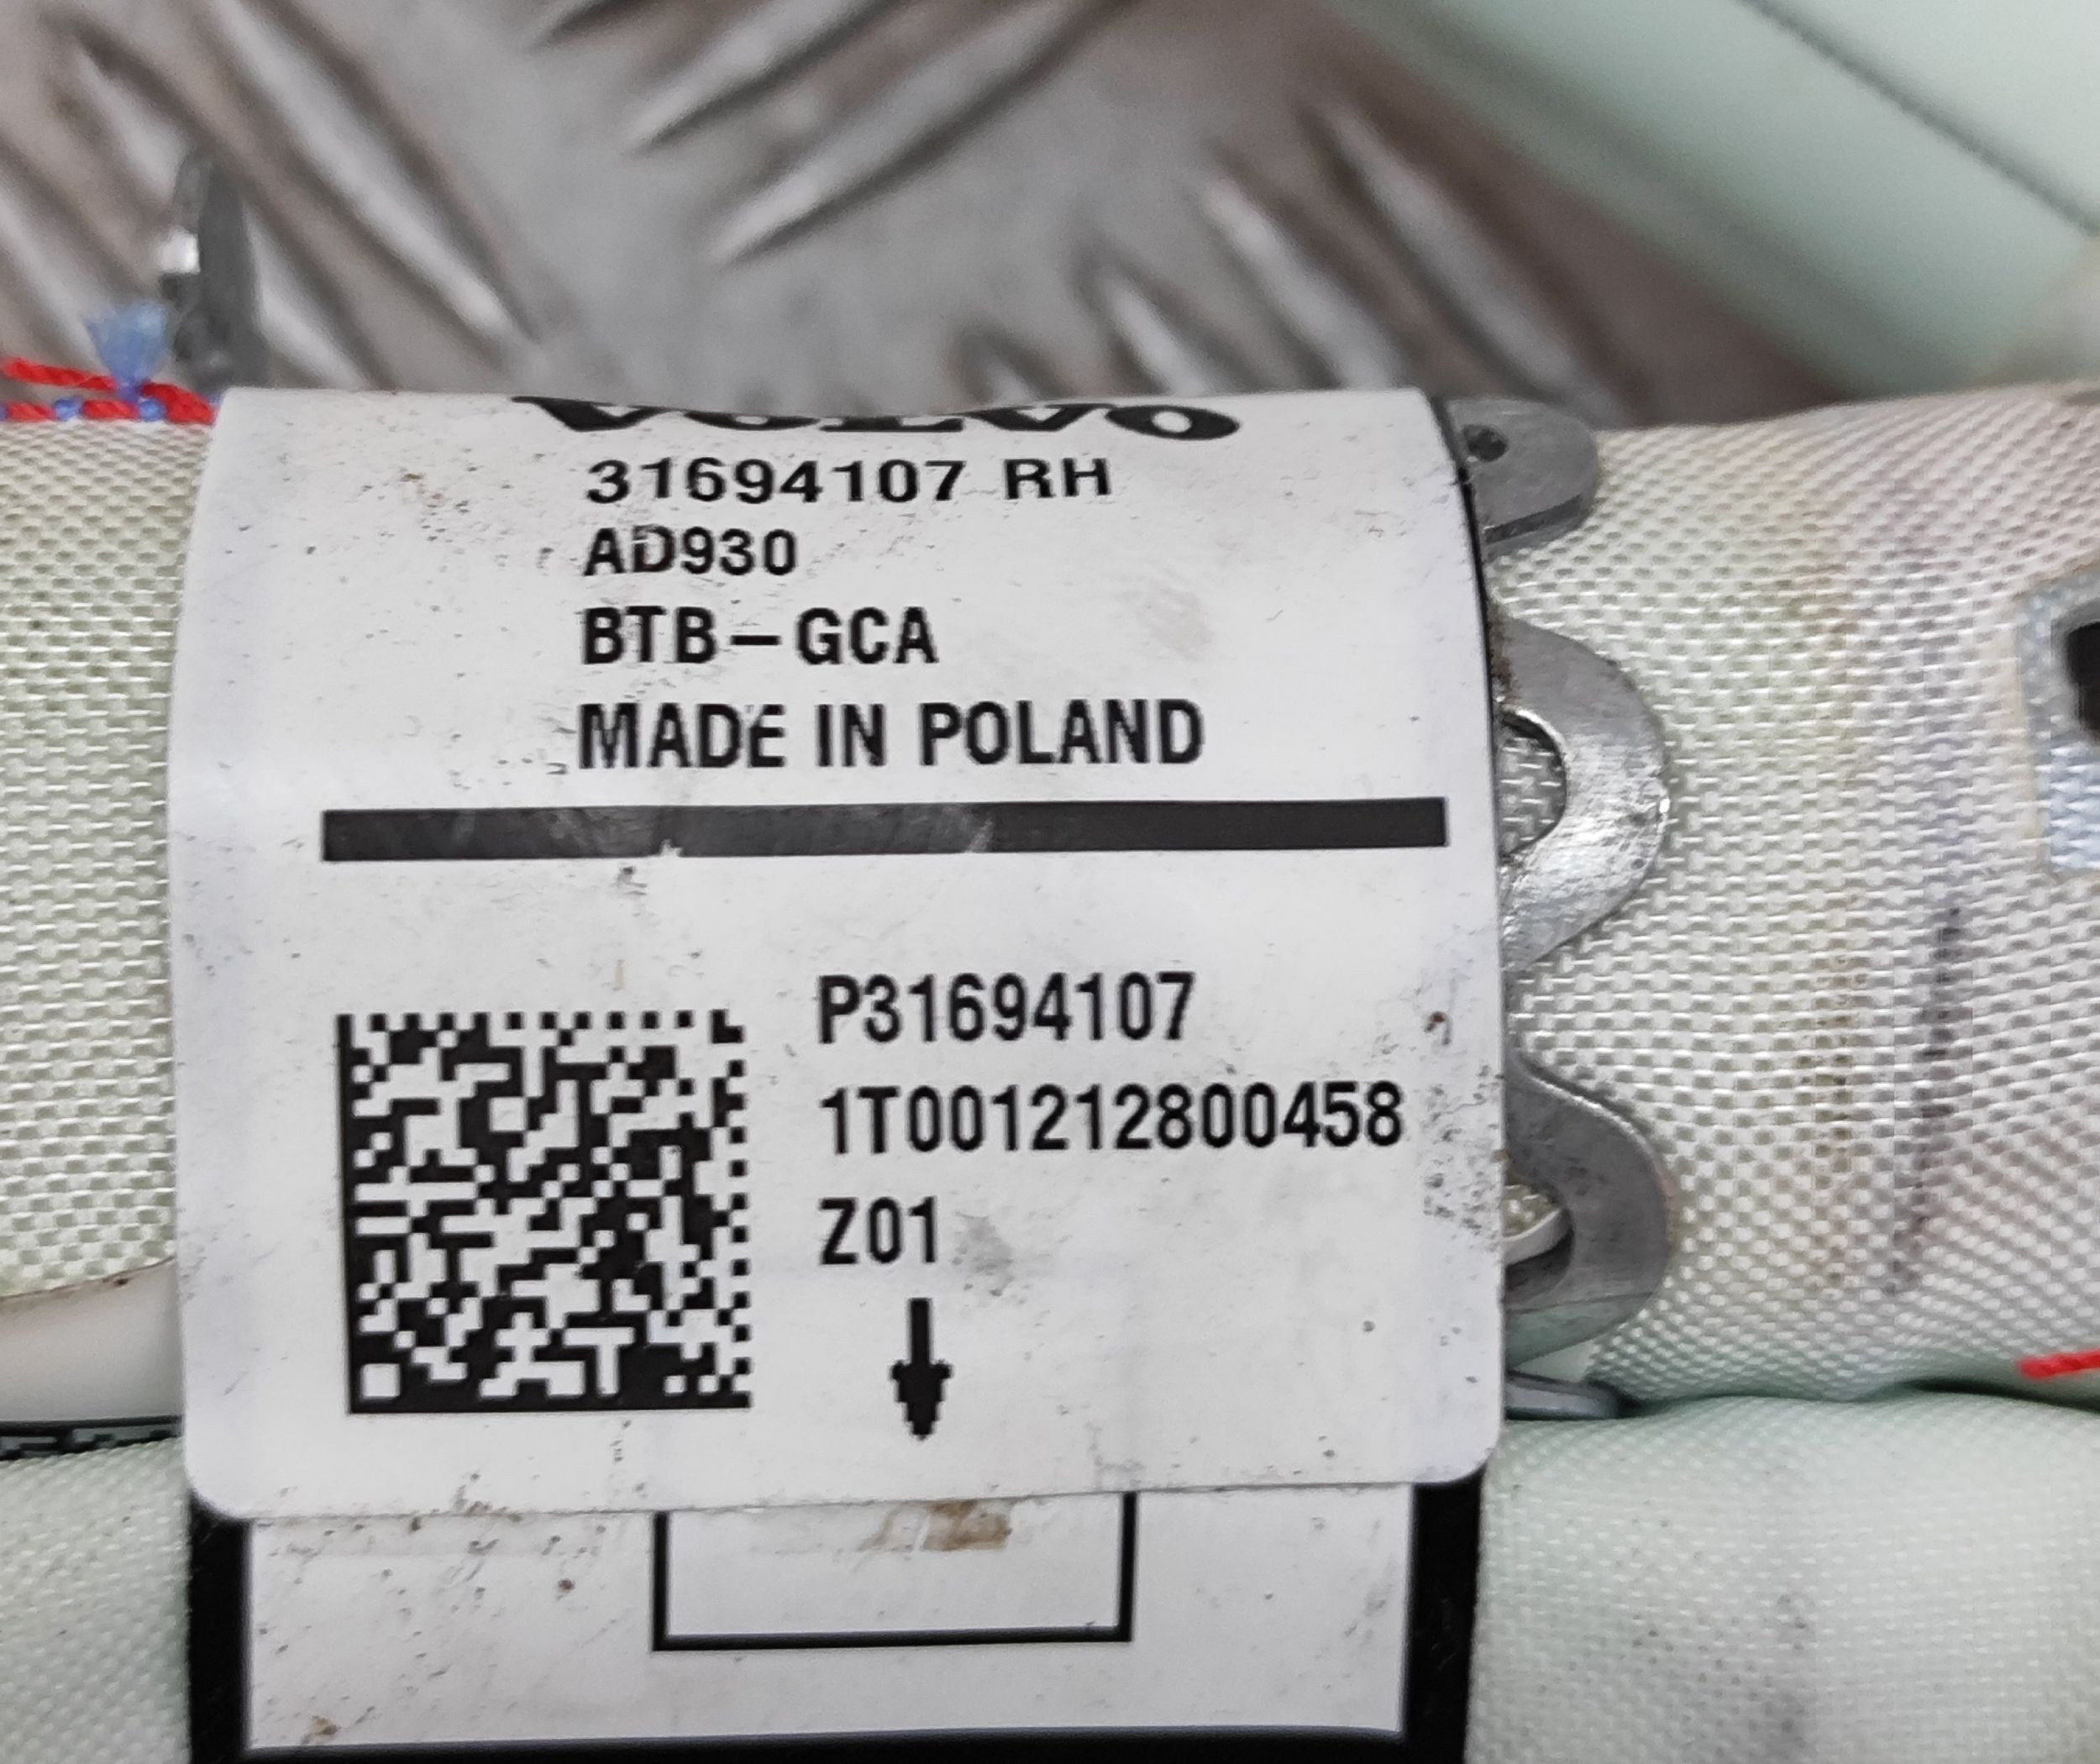 VOLVO
31694107 RH
AD930
BTB-GCA
MADE IN POLAND
P31694107
1T001212800458
Z01